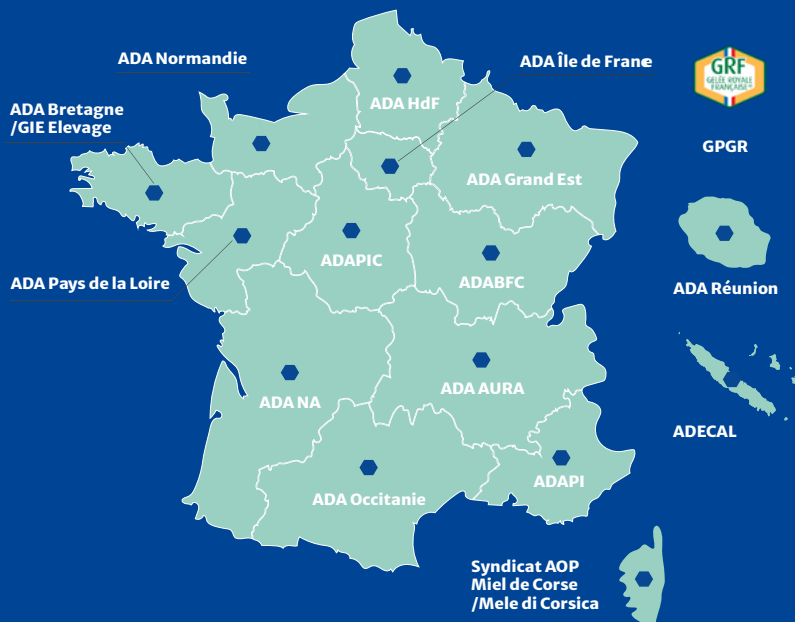 ADA Normandie
ADA Île de Frane
ADA HdF
GRF
GELÉE ROYALE
FRANÇAISE
ADA Bretagne
/GIE Elevage
GPGR
ADA Grand Est
ADAPIC
ADABFC
ADA Pays de la Loire
ADA Réunion
ADA NA
ADA AURA
ADECAL
ADA Occitanie
ADAPI
Syndicat AOP
Miel de Corse
/Mele di Corsica